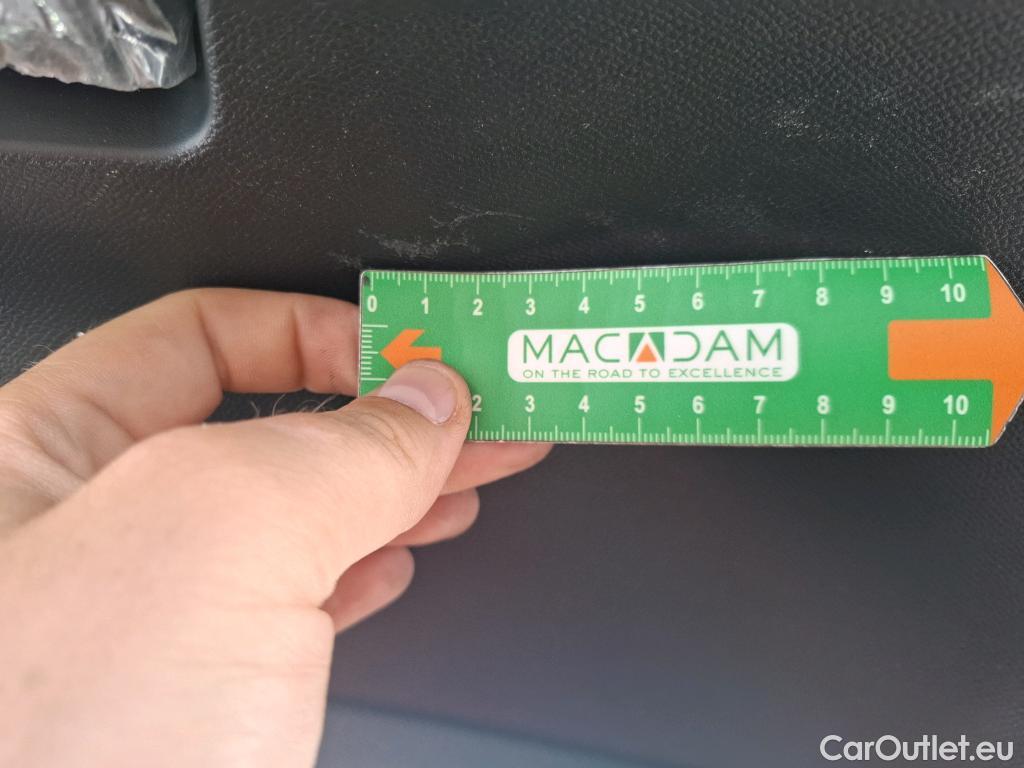 0 1 2 3 4 5 6 7 8 9 10
MACADAM
ON THE ROAD TO EXCELLENCE
2 3 4 5 6 7 8 9 10
CarOutlet.eu